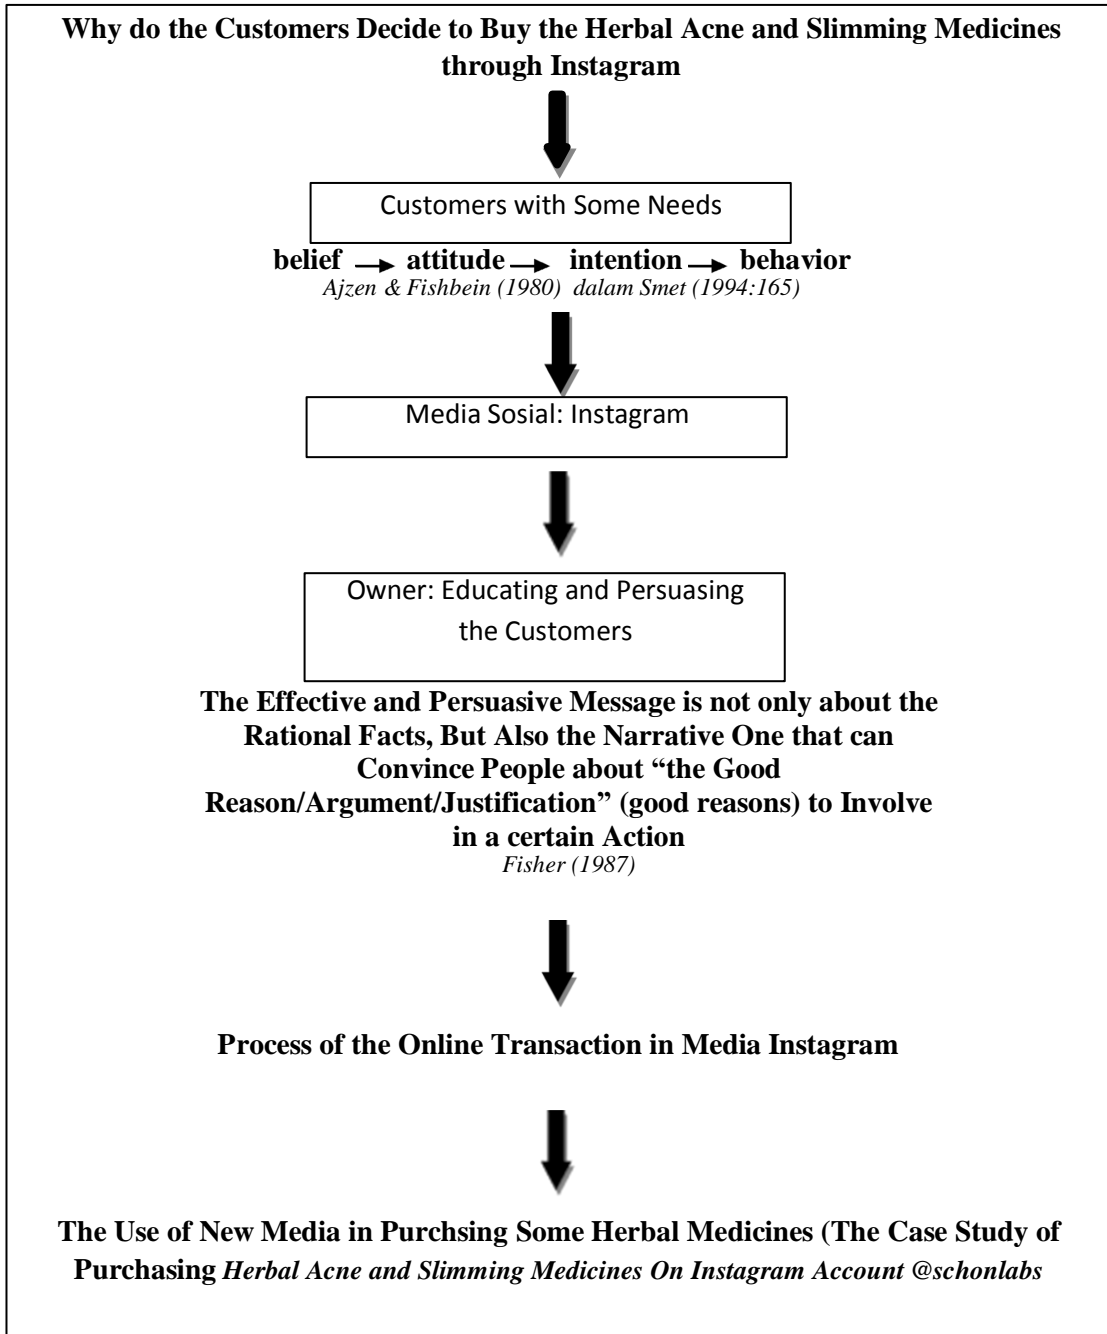 Why do the Customers Decide to Buy the Herbal Acne and Slimming Medicines
through Instagram
Customers with Some Needs
belief attitude intention behavior
Ajzen & Fishbein (1980) dalam Smet (1994:165)
Media Sosial: Instagram
Owner: Educating and Persuasing
the Customers
The Effective and Persuasive Message is not only about the
Rational Facts, But Also the Narrative One that can
Convince People about “the Good
Reason/Argument/Justification” (good reasons) to Involve
in a certain Action
Fisher (1987)
Process of the Online Transaction in Media Instagram
The Use of New Media in Purchsing Some Herbal Medicines (The Case Study of
Purchasing Herbal Acne and Slimming Medicines On Instagram Account @schonlabs